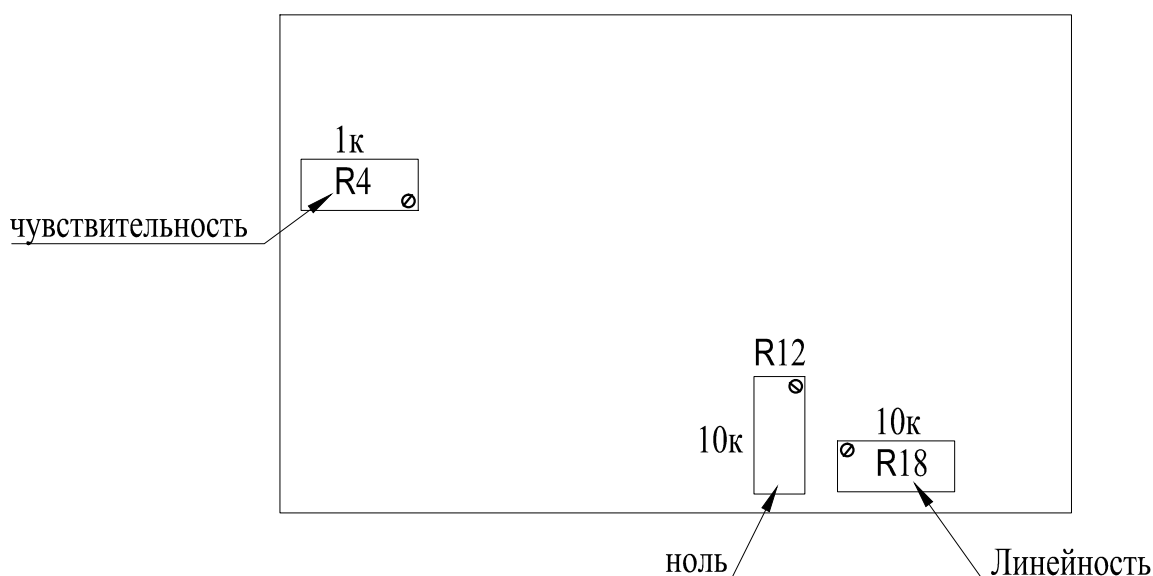 1к
R4
чувствительность
R12
10к
10к
R18
ноль
Линейность